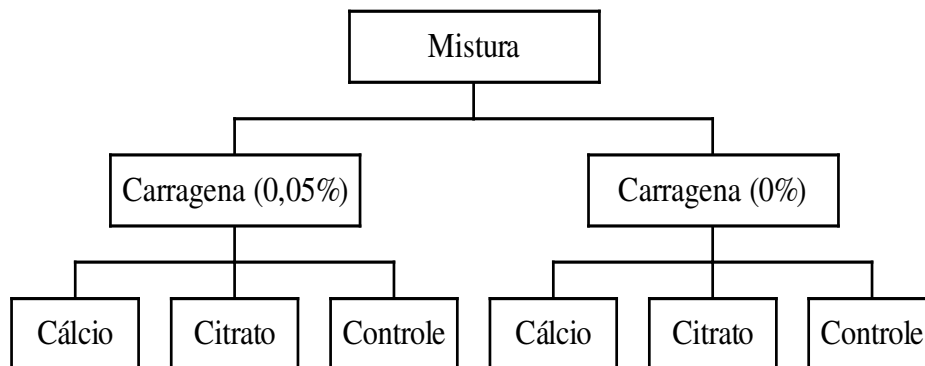 Mistura
Carragena (0,05%)
Carragena (0%)
Cálcio
Citrato
Controle
Cálcio
Citrato
Controle